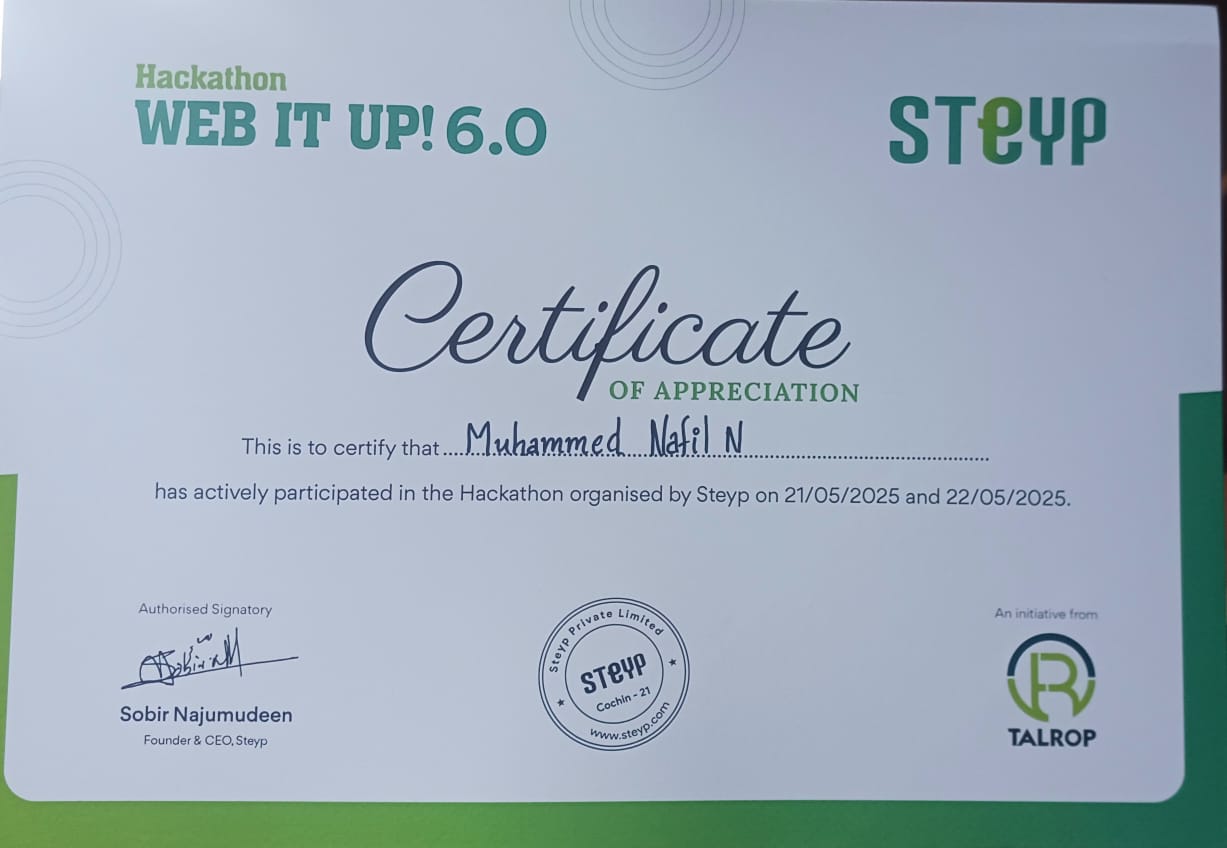 Hackathon
WEB IT UP! 6.0
STEYP
Certificate
OF APPRECIATION
This is to certify that Muhammed Nafil N
has actively participated in the Hackathon organised by Steyp on 21/05/2025 and 22/05/2025.
Authorised Signatory
Sobir Najumudeen
Founder & CEO, Steyp
Steyp Private Limited
STEYP
Cochin - 21
www.steyp.com
An initiative from
TALROP